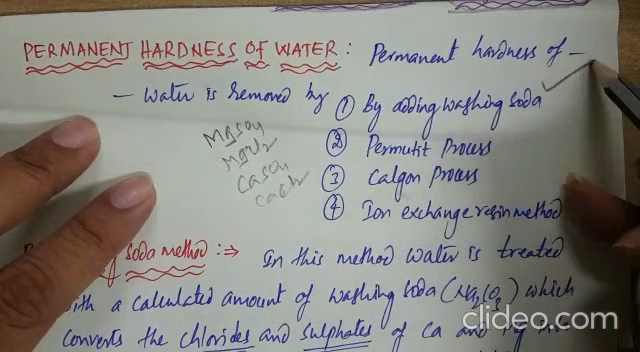 PERMANENT HARDNESS OF WATER: Permanent hardness of -
- Water is removed by
① By adding washing soda
② Permutit Process
③ Calgon Process
④ Ion exchange resin method
MgSO4
MgCl2
CaSO4
CaCl2
soda method :⇒ In this method water is treated
with a calculated amount of washing soda (Na2CO3) which
converts the chlorides and sulphates of Ca and Mg
clideo.com